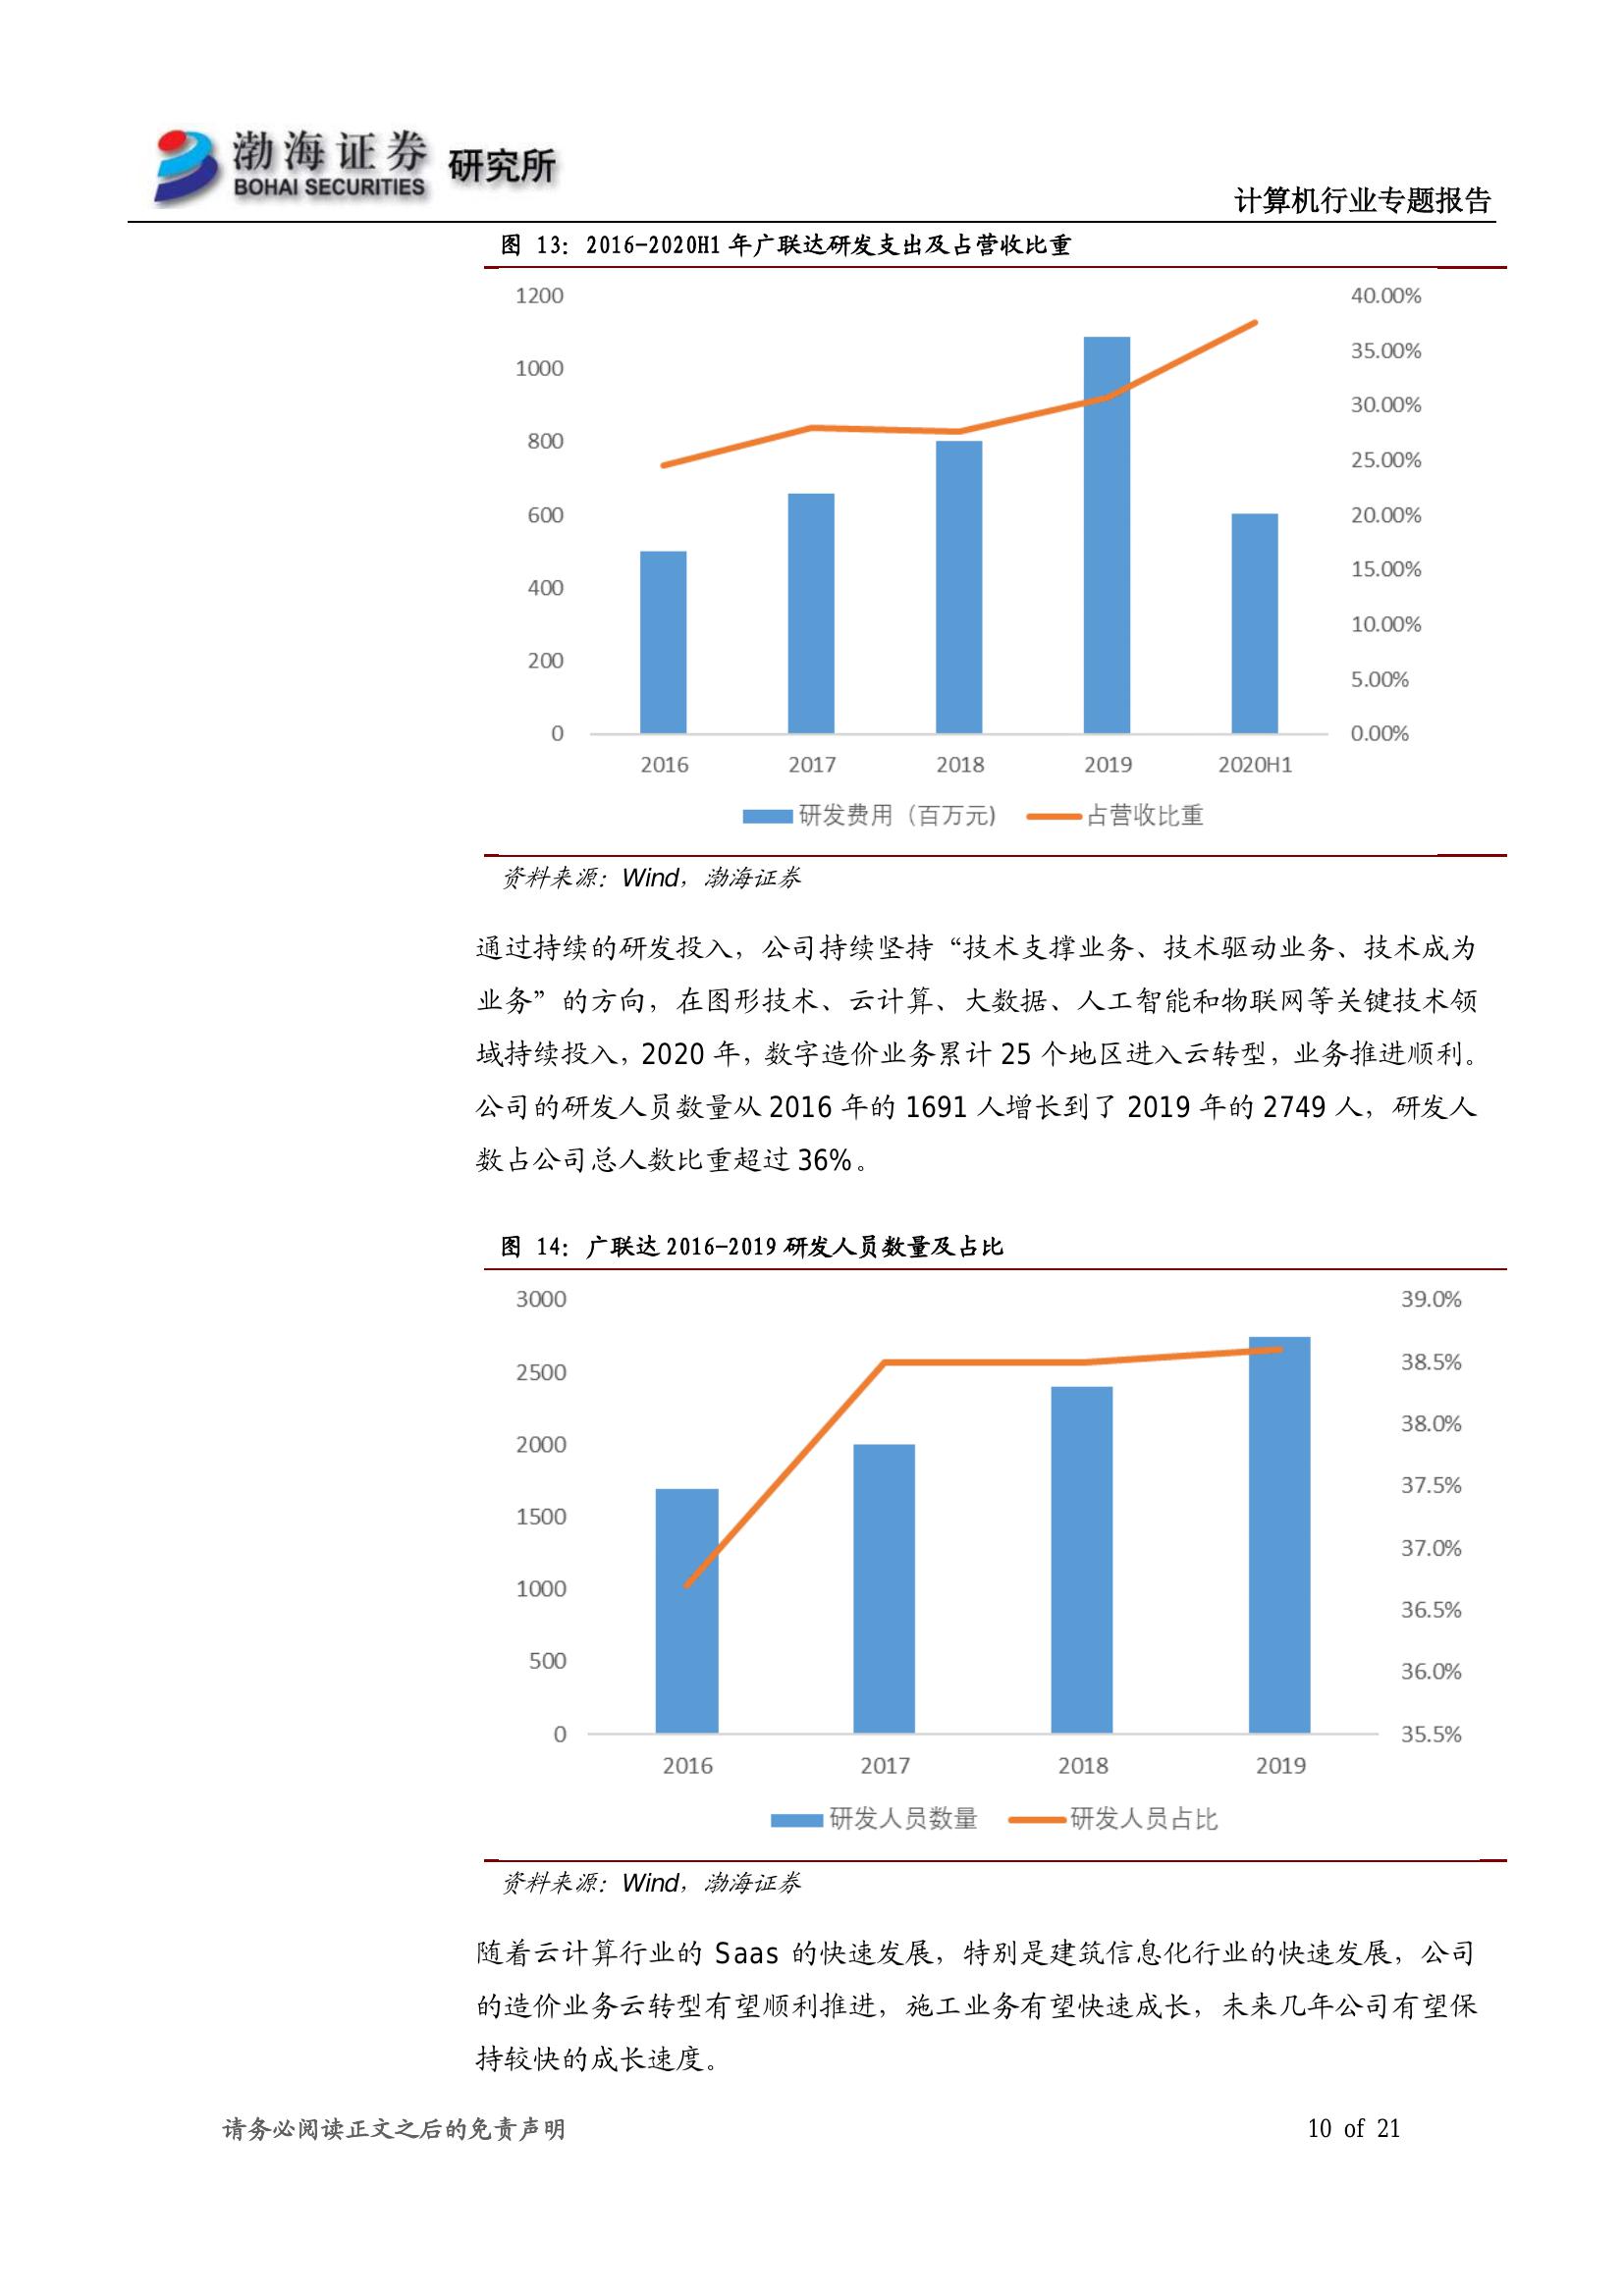 渤海证券 研究所
BOHAI SECURITIES
计算机行业专题报告
图 13：2016-2020H1 年广联达研发支出及占营收比重
1200 40.00%
35.00%
1000
30.00%
800
25.00%
600 20.00%
15.00%
400
10.00%
200
5.00%
0 0.00%
2016 2017 2018 2019 2020H1
研发费用（百万元) 占营收比重
资料来源：Wind，渤海证券
通过持续的研发投入，公司持续坚持“技术支撑业务、技术驱动业务、技术成为
业务”的方向，在图形技术、云计算、大数据、人工智能和物联网等关键技术领
域持续投入，2020 年，数字造价业务累计 25 个地区进入云转型，业务推进顺利。
公司的研发人员数量从 2016 年的 1691 人增长到了 2019 年的 2749 人，研发人
数占公司总人数比重超过 36%。
图 14：广联达 2016-2019 研发人员数量及占比
3000 39.0%
2500 38.5%
38.0%
2000
37.5%
1500
37.0%
1000
36.5%
500
36.0%
0 35.5%
2016 2017 2018 2019
研发人员数量 研发人员占比
资料来源：Wind，渤海证券
随着云计算行业的 Saas 的快速发展，特别是建筑信息化行业的快速发展，公司
的造价业务云转型有望顺利推进，施工业务有望快速成长，未来几年公司有望保
持较快的成长速度。
请务必阅读正文之后的免责声明 10 of 21